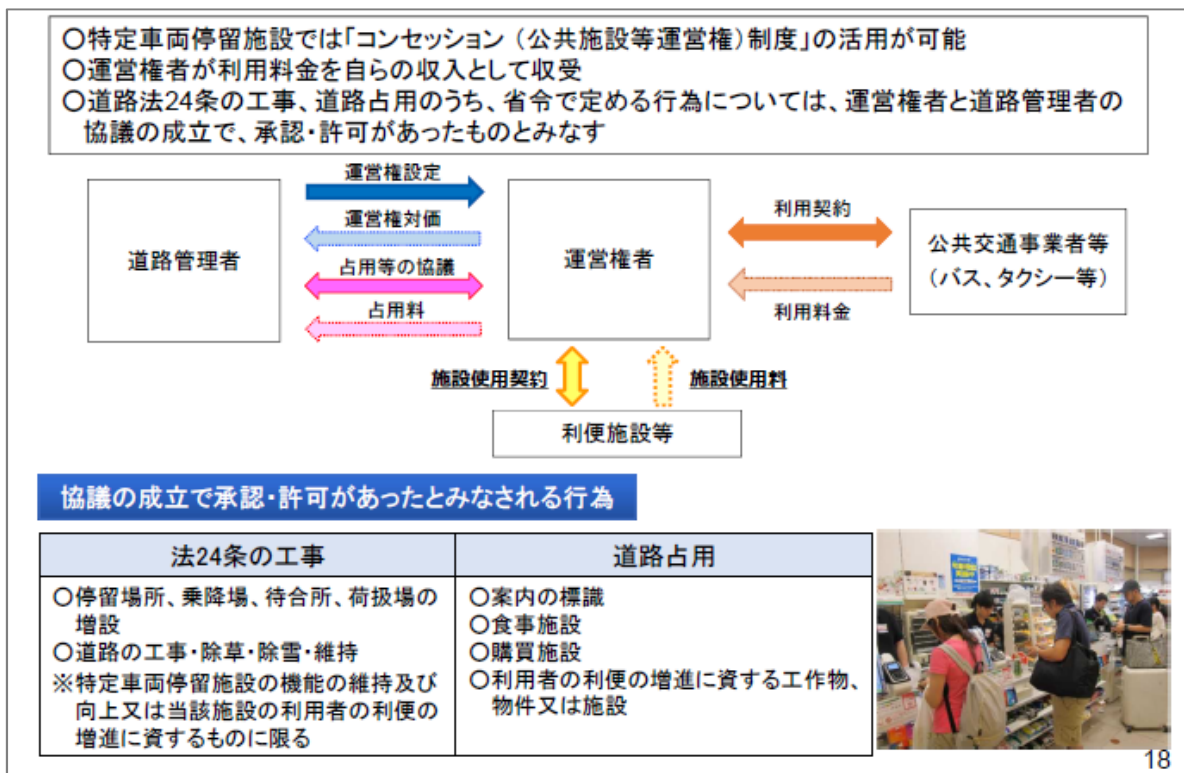 ○特定車両停留施設では「コンセッション（公共施設等運営権）制度」の活用が可能
○運営権者が利用料金を自らの収入として収受
○道路法24条の工事、道路占用のうち、省令で定める行為については、運営権者と道路管理者の
協議の成立で、承認・許可があったものとみなす
道路管理者
運営権設定
運営権対価
占用等の協議
占用料
運営権者
利用契約
利用料金
公共交通事業者等
（バス、タクシー等）
施設使用契約
施設使用料
利便施設等
協議の成立で承認・許可があったとみなされる行為
法24条の工事
○停留場所、乗降場、待合所、荷扱場の
増設
○道路の工事・除草・除雪・維持
※特定車両停留施設の機能の維持及び
向上又は当該施設の利用者の利便の
増進に資するものに限る
道路占用
○案内の標識
○食事施設
○購買施設
○利用者の利便の増進に資する工作物、
物件又は施設
18